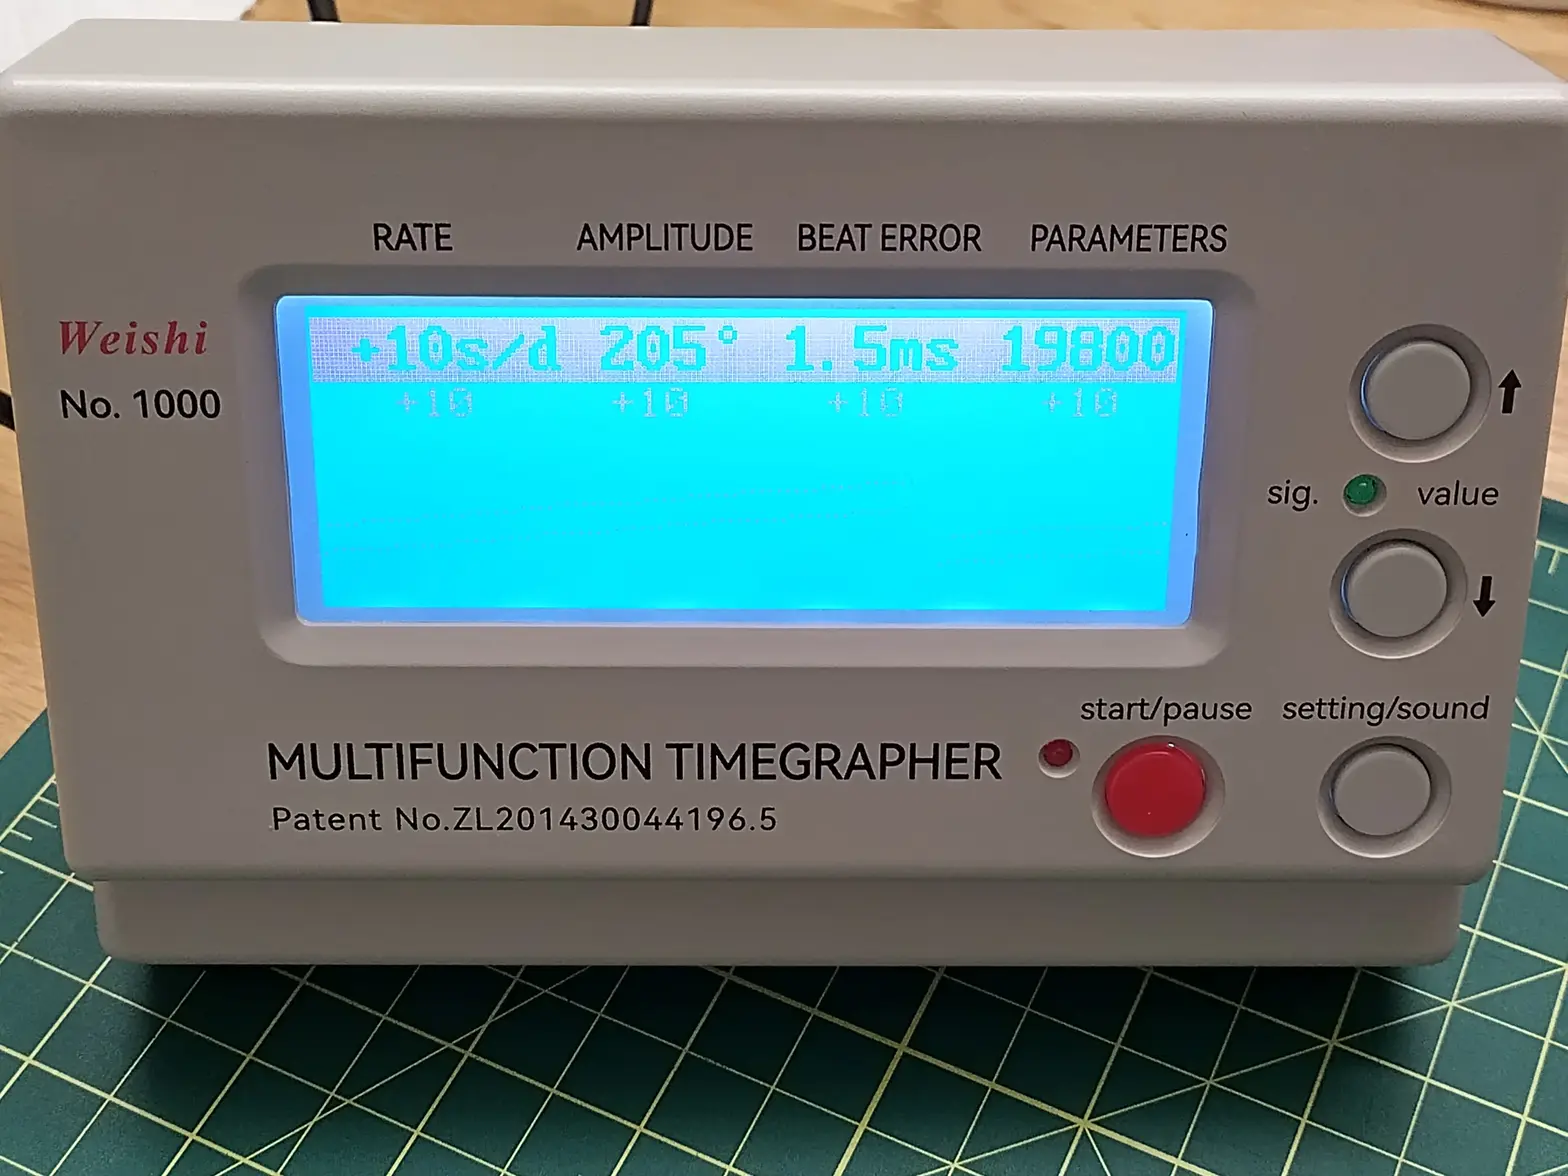 RATE AMPLITUDE BEAT ERROR PARAMETERS
+10s/d 205° 1.5ms 19800
+10 +10 +10 +10
Weishi
No. 1000
sig. value
start/pause setting/sound
MULTIFUNCTION TIMEGRAPHER
Patent No.ZL201430044196.5